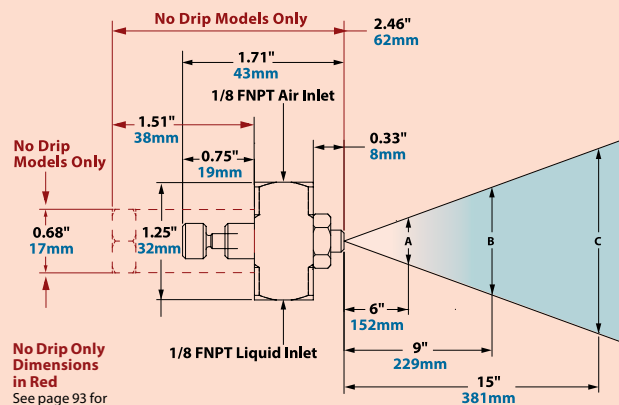 No Drip Models Only
2.46"
62mm
1.71"
43mm
1/8 FNPT Air Inlet
1.51"
38mm
0.33"
8mm
No Drip
Models Only
0.75"
19mm
0.68"
17mm
1.25"
32mm
A
B
C
6"
152mm
1/8 FNPT Liquid Inlet
9"
229mm
No Drip Only
Dimensions
in Red
See page 93 for
15"
381mm